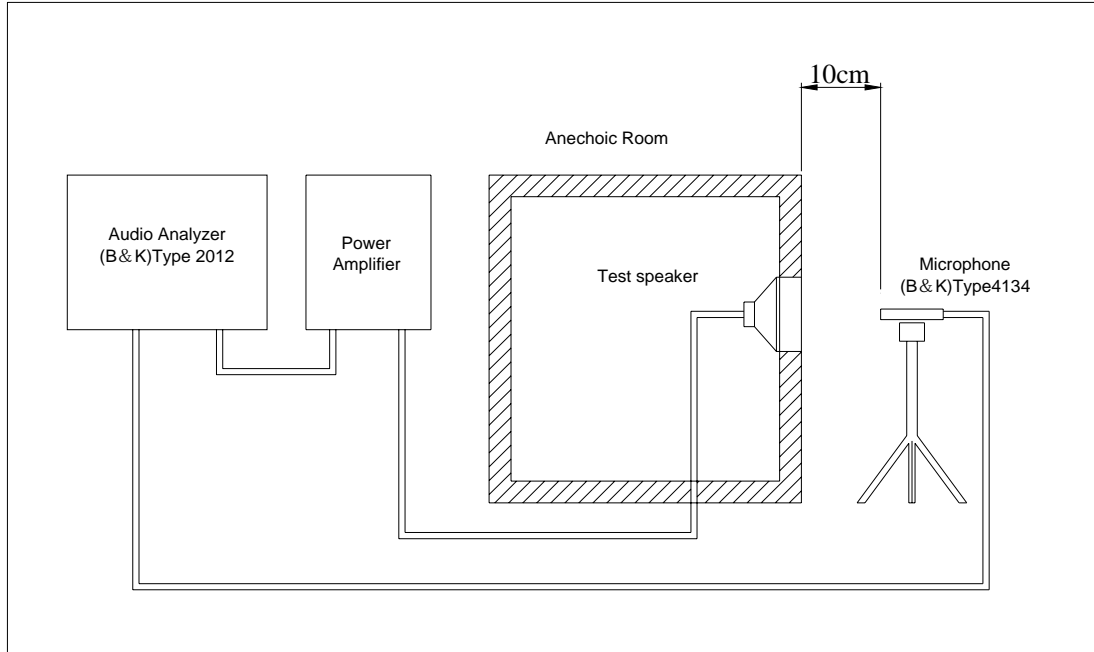 10cm
Anechoic Room
Audio Analyzer
(B&K)Type 2012
Power
Amplifier
Test speaker
Microphone
(B&K)Type4134